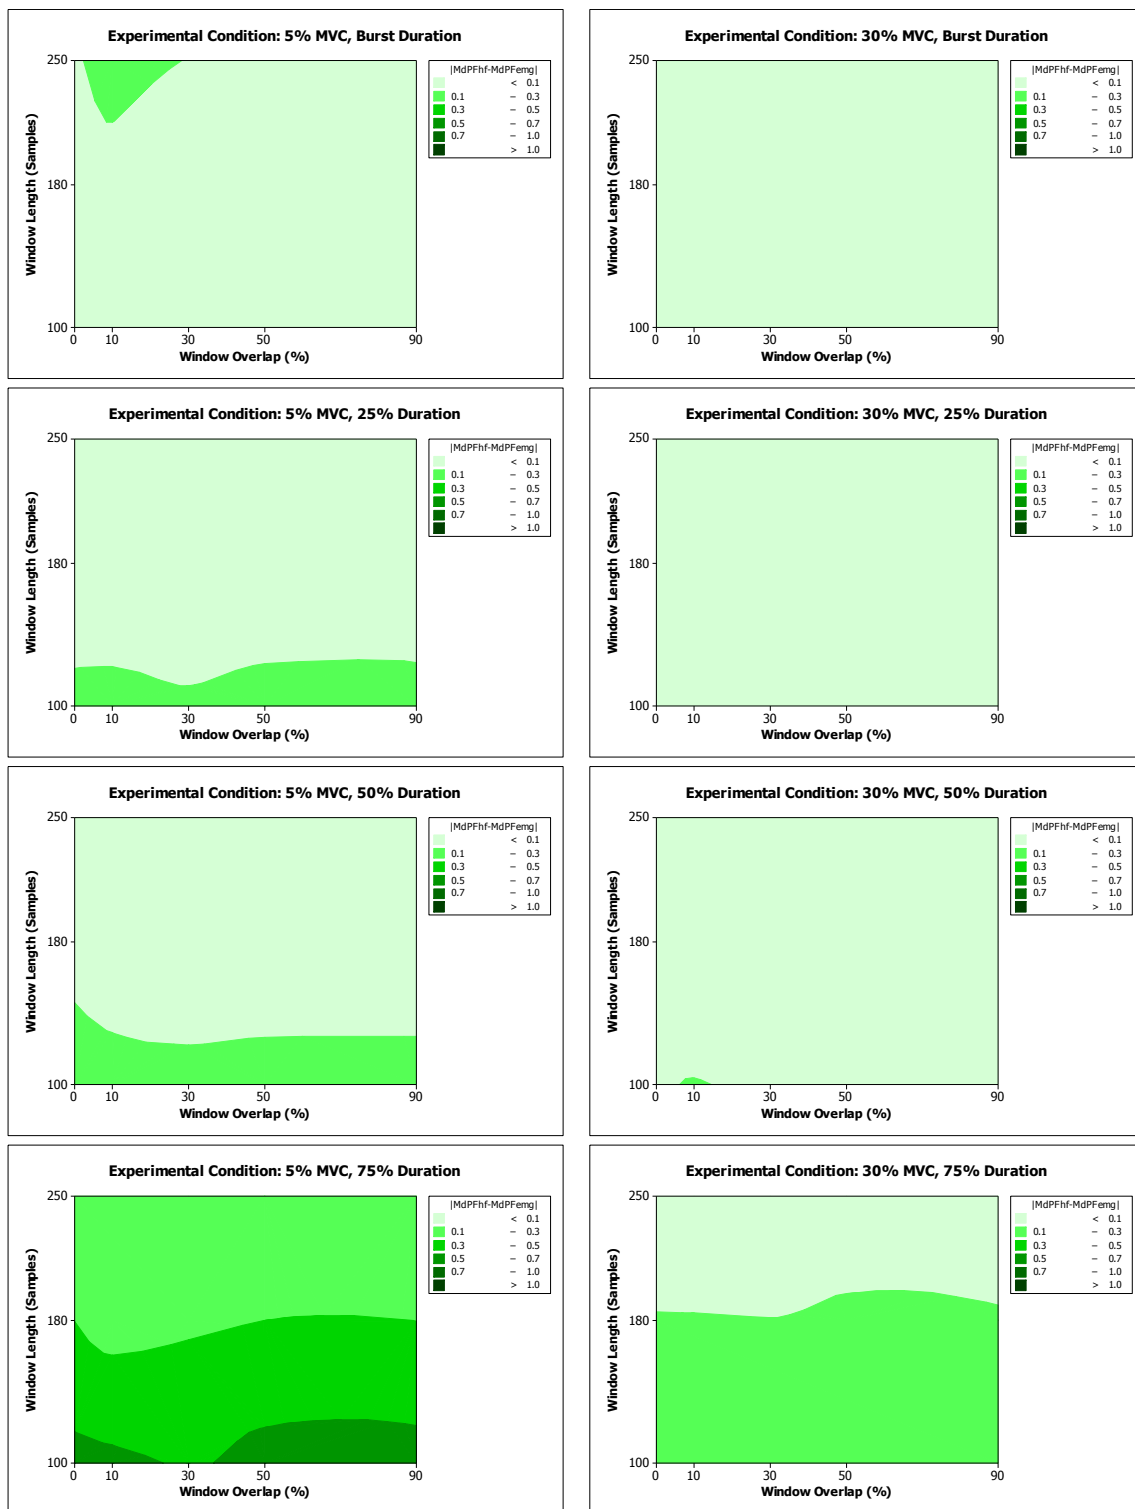 Experimental Condition: 5% MVC, Burst Duration
|MdPFhf-MdPFemg|
< 0.1
0.1 – 0.3
0.3 – 0.5
0.5 – 0.7
0.7 – 1.0
> 1.0
Window Length (Samples)
250
180
100
0 10 30 50 90
Window Overlap (%)
Experimental Condition: 30% MVC, Burst Duration
|MdPFhf-MdPFemg|
< 0.1
0.1 – 0.3
0.3 – 0.5
0.5 – 0.7
0.7 – 1.0
> 1.0
Window Length (Samples)
250
180
100
0 10 30 50 90
Window Overlap (%)
Experimental Condition: 5% MVC, 25% Duration
|MdPFhf-MdPFemg|
< 0.1
0.1 – 0.3
0.3 – 0.5
0.5 – 0.7
0.7 – 1.0
> 1.0
Window Length (Samples)
250
180
100
0 10 30 50 90
Window Overlap (%)
Experimental Condition: 30% MVC, 25% Duration
|MdPFhf-MdPFemg|
< 0.1
0.1 – 0.3
0.3 – 0.5
0.5 – 0.7
0.7 – 1.0
> 1.0
Window Length (Samples)
250
180
100
0 10 30 50 90
Window Overlap (%)
Experimental Condition: 5% MVC, 50% Duration
|MdPFhf-MdPFemg|
< 0.1
0.1 – 0.3
0.3 – 0.5
0.5 – 0.7
0.7 – 1.0
> 1.0
Window Length (Samples)
250
180
100
0 10 30 50 90
Window Overlap (%)
Experimental Condition: 30% MVC, 50% Duration
|MdPFhf-MdPFemg|
< 0.1
0.1 – 0.3
0.3 – 0.5
0.5 – 0.7
0.7 – 1.0
> 1.0
Window Length (Samples)
250
180
100
0 10 30 50 90
Window Overlap (%)
Experimental Condition: 5% MVC, 75% Duration
|MdPFhf-MdPFemg|
< 0.1
0.1 – 0.3
0.3 – 0.5
0.5 – 0.7
0.7 – 1.0
> 1.0
Window Length (Samples)
250
180
100
0 10 30 50 90
Window Overlap (%)
Experimental Condition: 30% MVC, 75% Duration
|MdPFhf-MdPFemg|
< 0.1
0.1 – 0.3
0.3 – 0.5
0.5 – 0.7
0.7 – 1.0
> 1.0
Window Length (Samples)
250
180
100
0 10 30 50 90
Window Overlap (%)